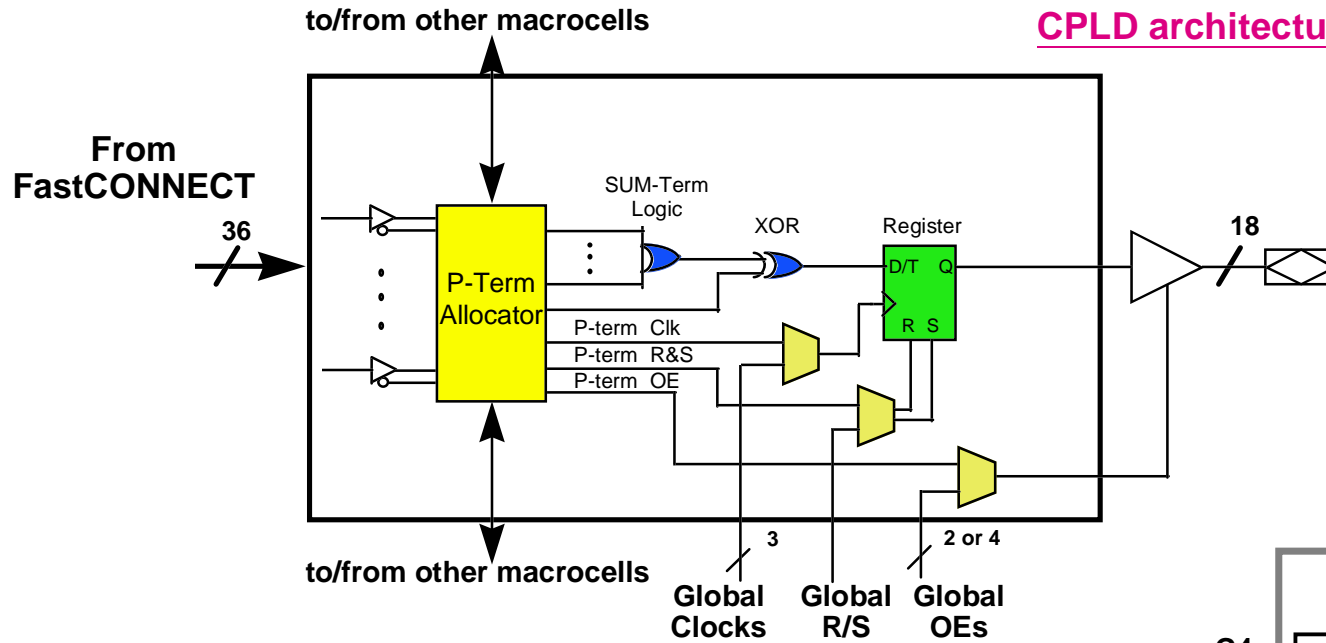 to/from other macrocells
CPLD architectu
From
FastCONNECT
36
SUM-Term
Logic
XOR
Register
18
D/T Q
P-Term
Allocator
R S
P-term Clk
P-term R&S
P-term OE
3
2 or 4
to/from other macrocells
Global
Clocks
Global
R/S
Global
OEs